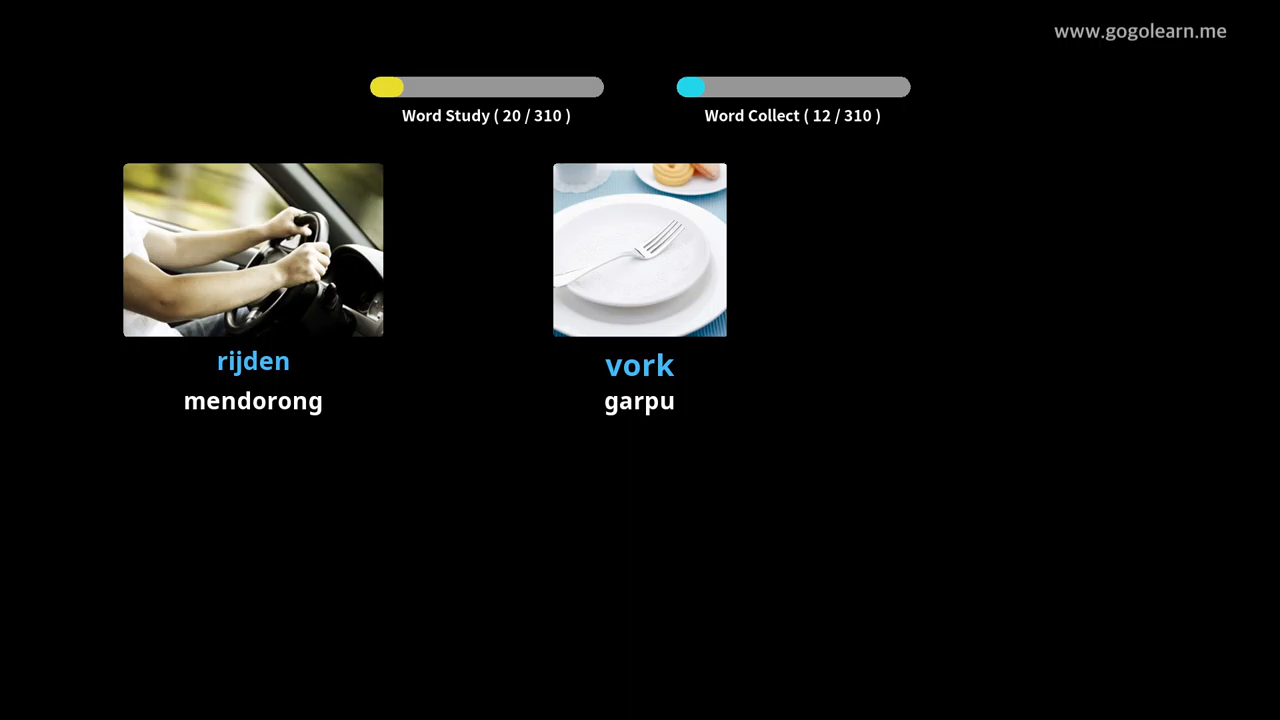 www.gogolearn.me
Word Study ( 20 / 310 )
Word Collect ( 12 / 310 )
rijden
mendorong
vork
garpu